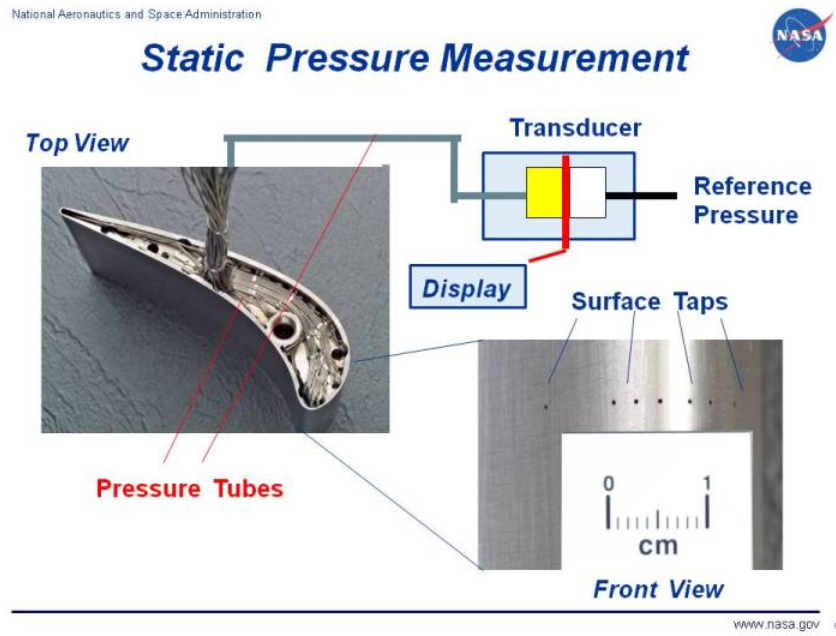 National Aeronautics and Space Administration
NASA
Static Pressure Measurement
Top View
Transducer
Reference
Pressure
Display
Surface Taps
Pressure Tubes
0 1
cm
Front View
www.nasa.gov